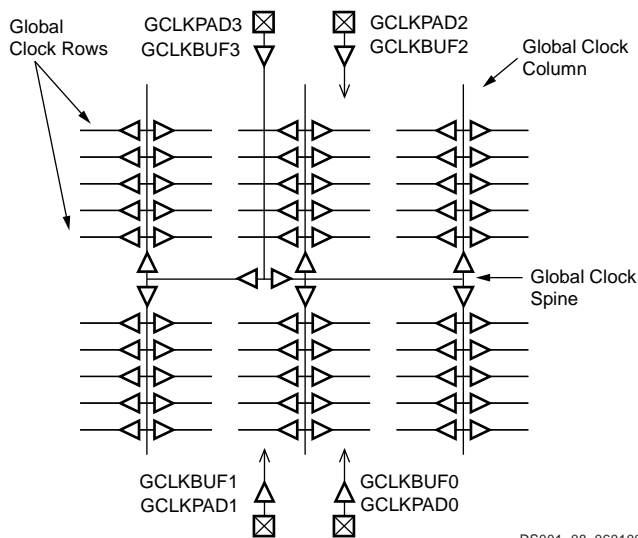 GCLKPAD3
GCLKBUF3
GCLKPAD2
GCLKBUF2
Global
Clock Rows
Global Clock
Column
Global Clock
Spine
GCLKBUF1
GCLKPAD1
GCLKBUF0
GCLKPAD0